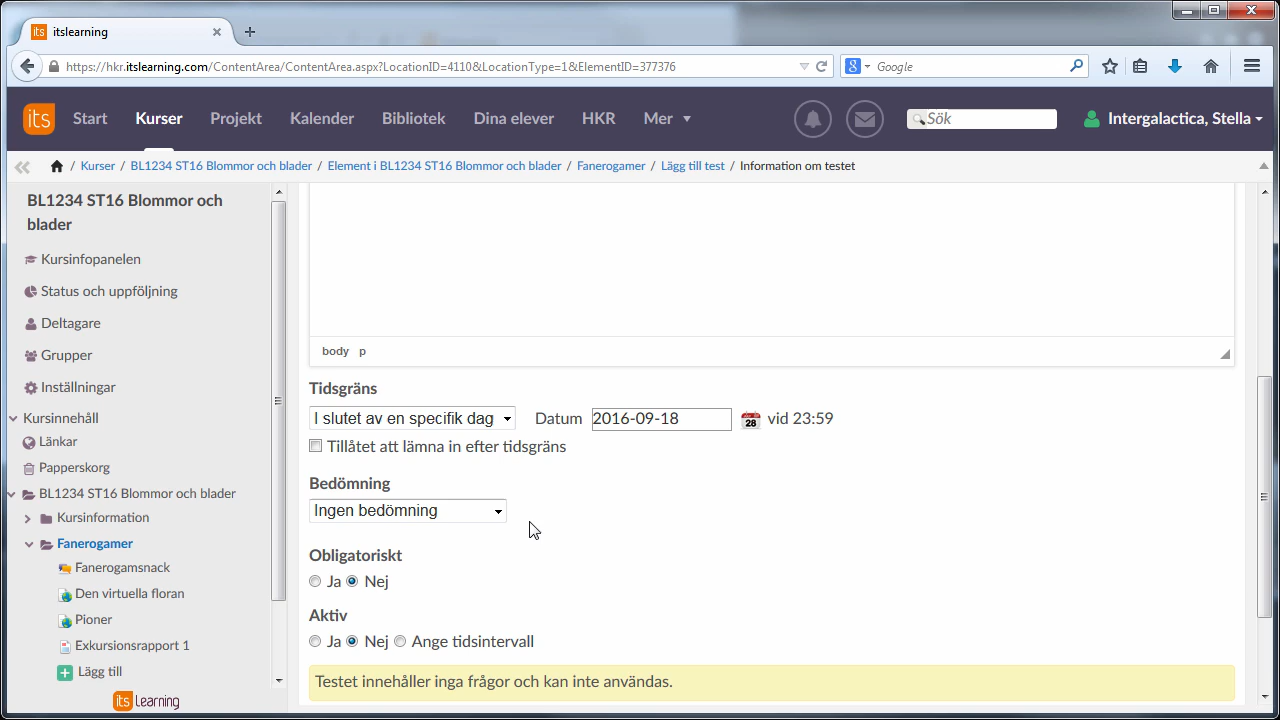 its itslearning
https://hkr.itslearning.com/ContentArea/ContentArea.aspx?LocationID=4110&LocationType=1&ElementID=377376
8 Google
its Start Kurser Projekt Kalender Bibliotek Dina elever HKR Mer Sök Intergalactica, Stella
/ Kurser / BL1234 ST16 Blommor och blader / Element i BL1234 ST16 Blommor och blader / Fanerogamer / Lägg till test / Information om testet
BL1234 ST16 Blommor och
blader
Kursinfopanelen
Status och uppföljning
Deltagare
Grupper
Inställningar
Kursinnehåll
Länkar
Papperskorg
BL1234 ST16 Blommor och blader
Kursinformation
Fanerogamer
Fanerogamsnack
Den virtuella floran
Pioner
Exkursionsrapport 1
Lägg till
its learning
body p
Tidsgräns
I slutet av en specifik dag Datum 2016-09-18 28 vid 23:59
Tillåtet att lämna in efter tidsgräns
Bedömning
Ingen bedömning
Obligatoriskt
Ja Nej
Aktiv
Ja Nej Ange tidsintervall
Testet innehåller inga frågor och kan inte användas.